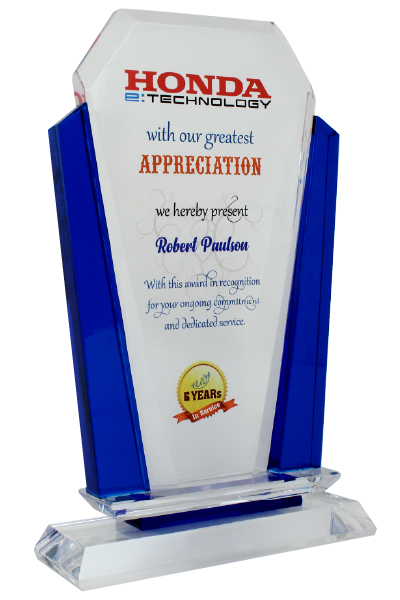 HONDA
e:TECHNOLOGY
with our greatest
APPRECIATION
we hereby present
Robert Paulson
With this award in recognition
for your ongoing commitment
and dedicated service.
5 YEARs
In Service